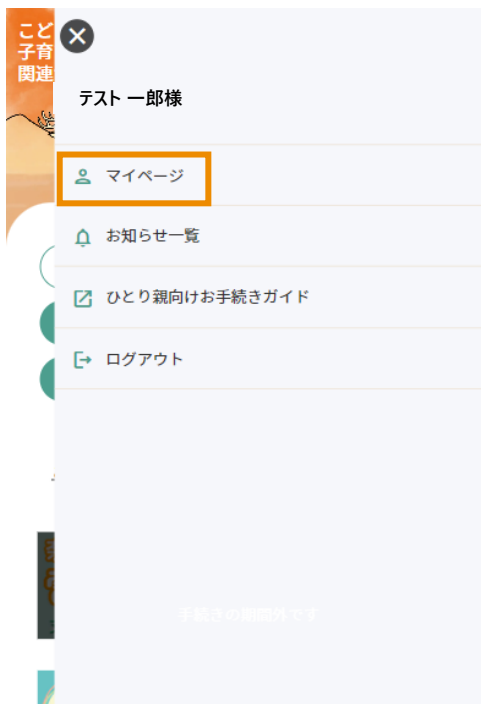 こど
子育
関連
テスト 一郎様
マイページ
お知らせ一覧
ひとり親向けお手続きガイド
ログアウト
手続きの期間外です